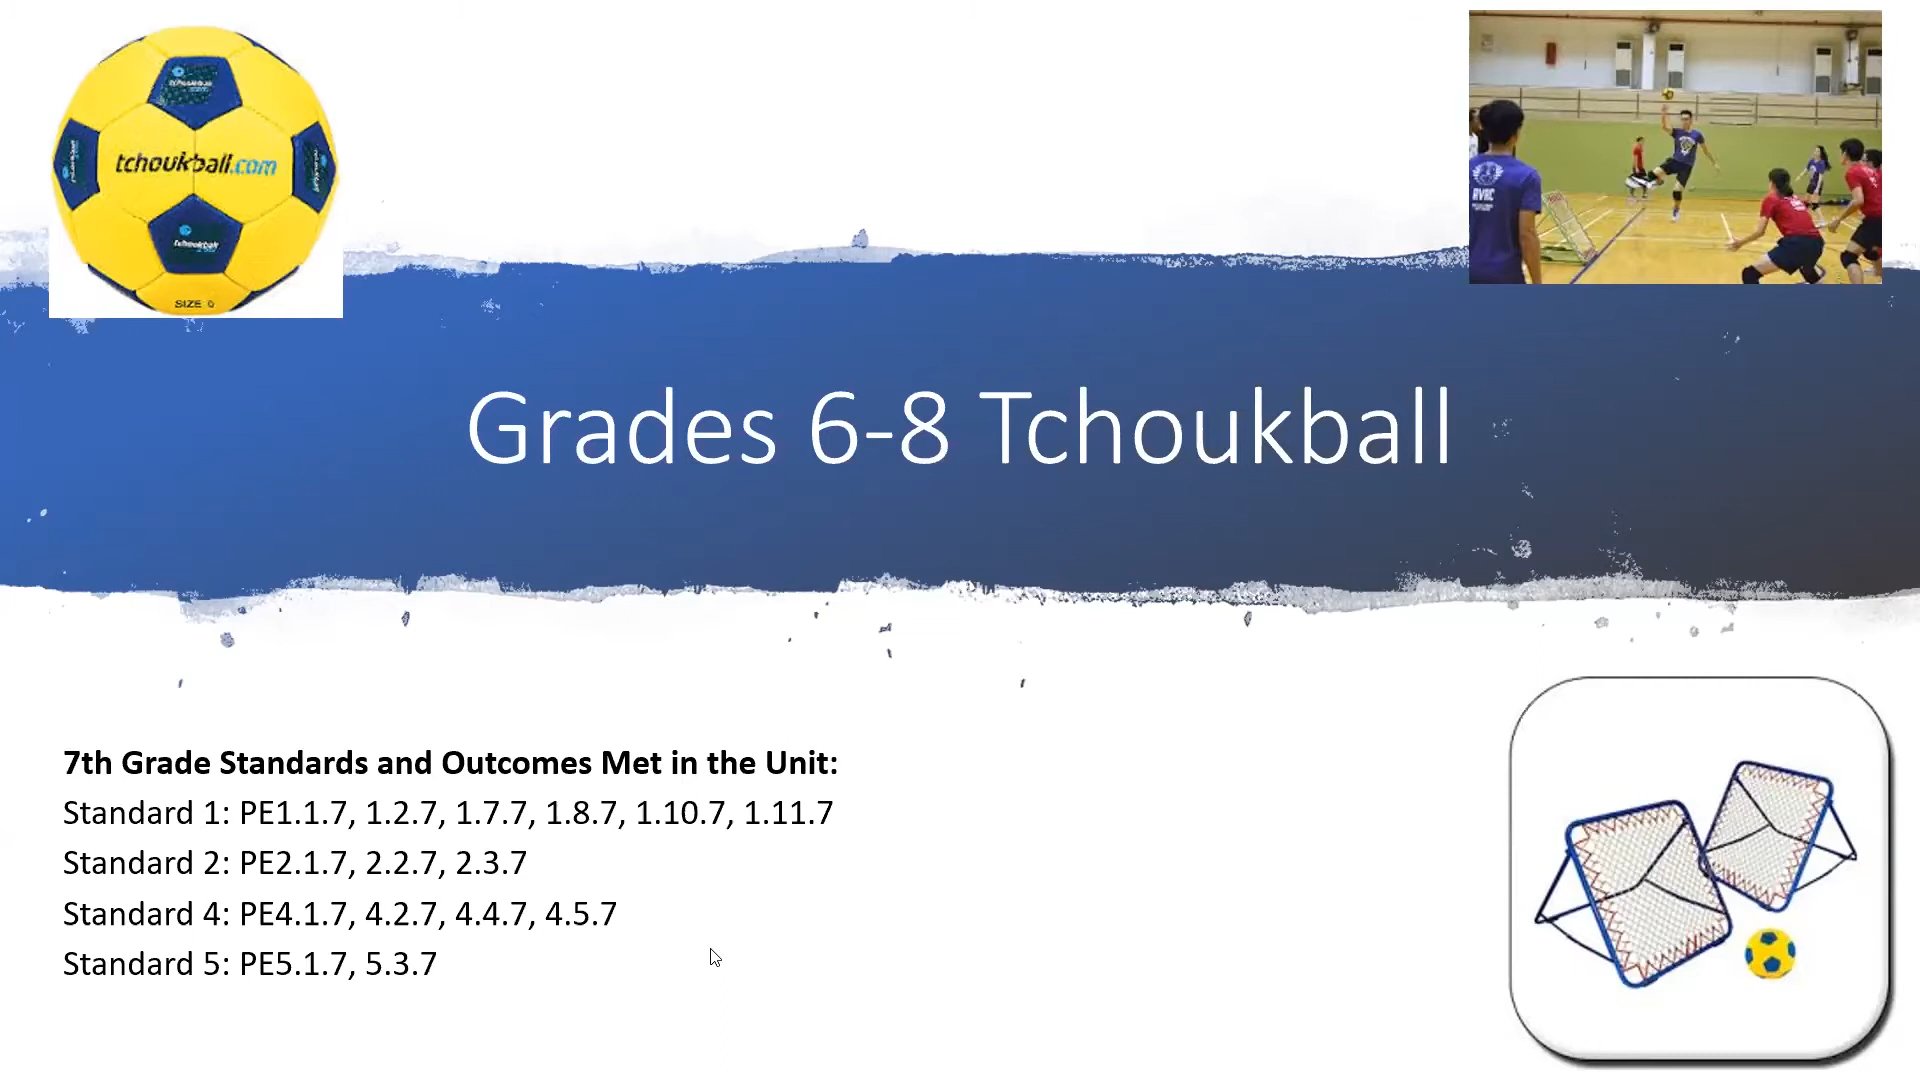 tchoukball.com
tchoukball
SIZE 0
RVRC
Grades 6-8 Tchoukball
7th Grade Standards and Outcomes Met in the Unit:
Standard 1: PE1.1.7, 1.2.7, 1.7.7, 1.8.7, 1.10.7, 1.11.7
Standard 2: PE2.1.7, 2.2.7, 2.3.7
Standard 4: PE4.1.7, 4.2.7, 4.4.7, 4.5.7
Standard 5: PE5.1.7, 5.3.7